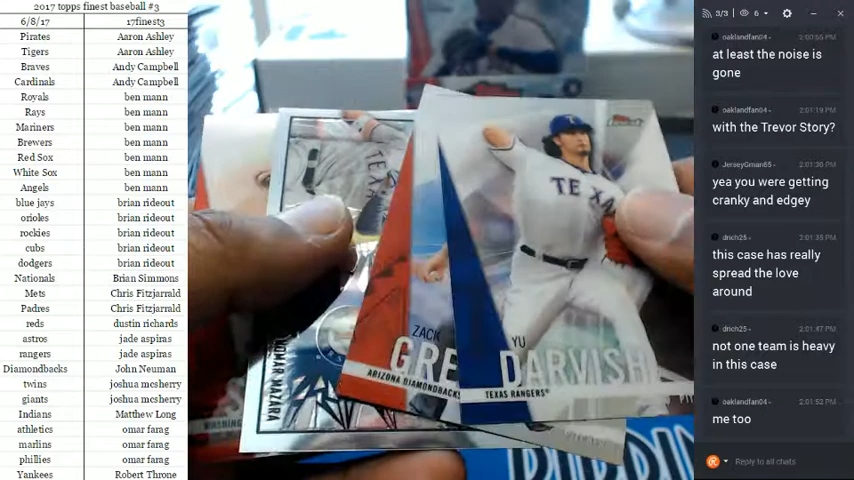 2017 topps finest baseball #3
6/8/17 17finest3
Pirates Aaron Ashley
Tigers Aaron Ashley
Braves Andy Campbell
Cardinals Andy Campbell
Royals ben mann
Rays ben mann
Mariners ben mann
Brewers ben mann
Red Sox ben mann
White Sox ben mann
Angels ben mann
blue jays brian rideout
orioles brian rideout
rockies brian rideout
cubs brian rideout
dodgers brian rideout
Nationals Brian Simmons
Mets Chris Fitzjarrald
Padres Chris Fitzjarrald
reds dustin richards
astros jade aspiras
rangers jade aspiras
Diamondbacks John Neuman
twins joshua mcsherry
giants joshua mcsherry
Indians Matthew Long
athletics omar farag
marlins omar farag
phillies omar farag
Yankees Robert Throne
TEXAS
TEXA
Finest
NOMAR MAZARA
ZACK
GRE
ARIZONA DIAMONDBACKS
YU
DARVISH
TEXAS RANGERS
3/3 6
oaklandfan04 2:00:55 PM
at least the noise is
gone
oaklandfan04 2:01:19 PM
with the Trevor Story?
JerseyGman65 2:01:30 PM
yea you were getting
cranky and edgey
drich25 2:01:35 PM
this case has really
spread the love
around
drich25 2:01:47 PM
not one team is heavy
in this case
oaklandfan04 2:01:52 PM
me too
Reply to all chats